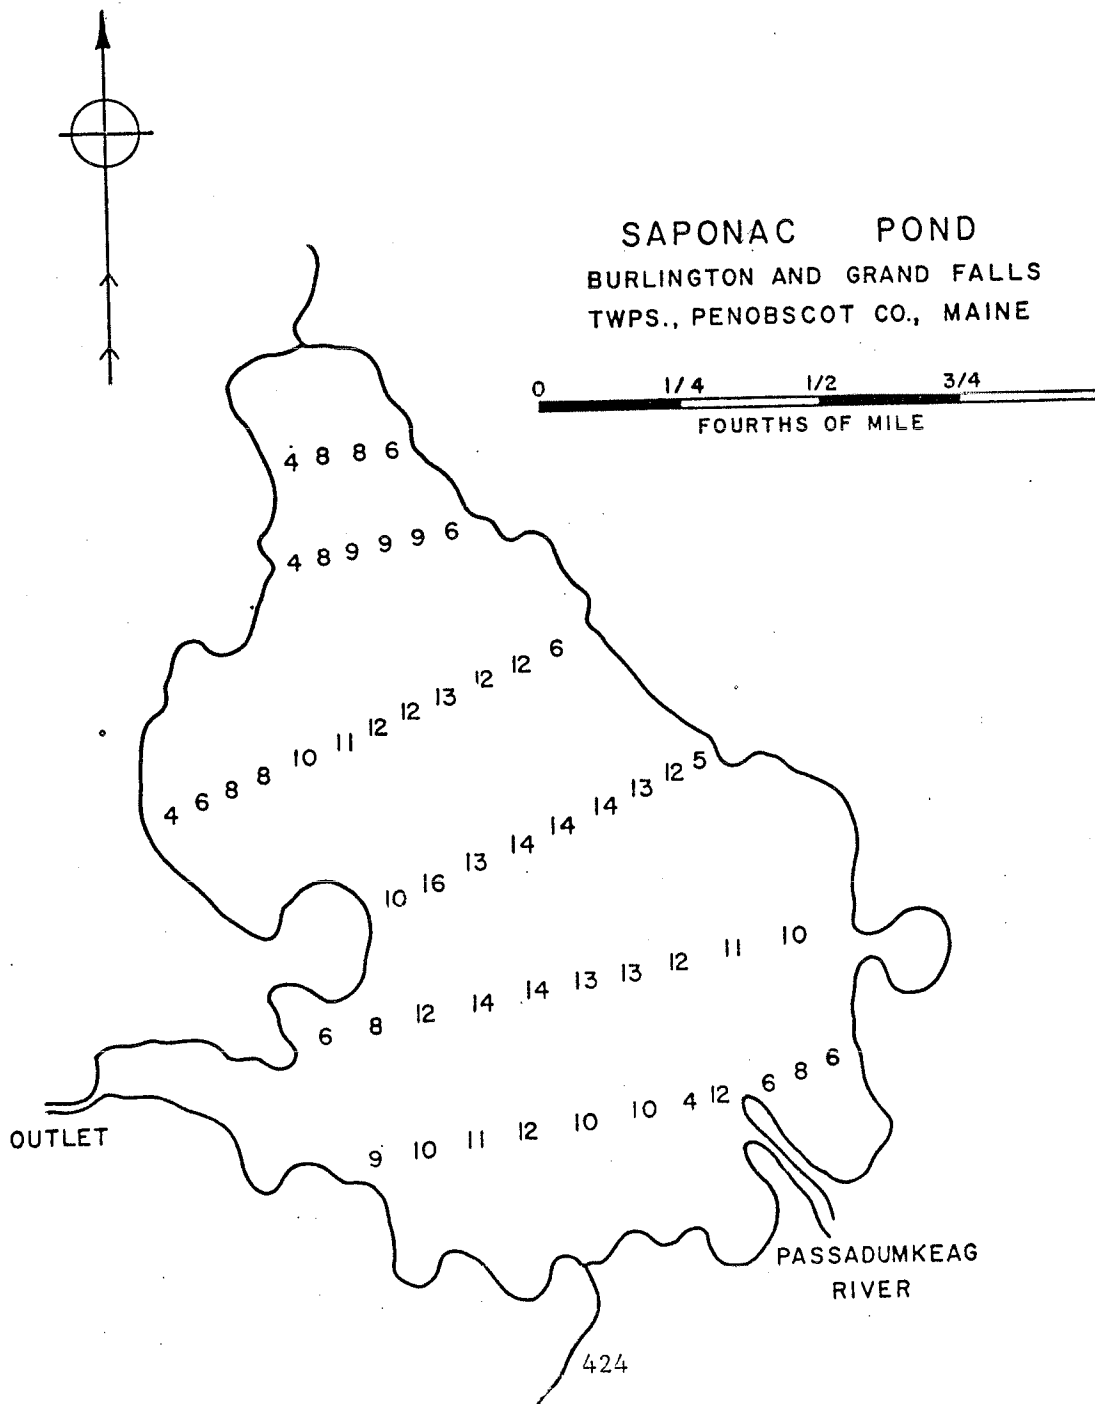 SAPONAC POND
BURLINGTON AND GRAND FALLS
TWPS., PENOBSCOT CO., MAINE
0 1/4 1/2 3/4
FOURTHS OF MILE
4 8 8 6
4 8 9 9 9 6
4 6 8 8 10 11 12 12 13 12 12 6
10 16 13 14 14 14 13 12 5
6 8 12 14 14 13 13 12 11 10
9 10 11 12 10 10 4 12 6 8 6
OUTLET
PASSADUMKEAG
RIVER
424